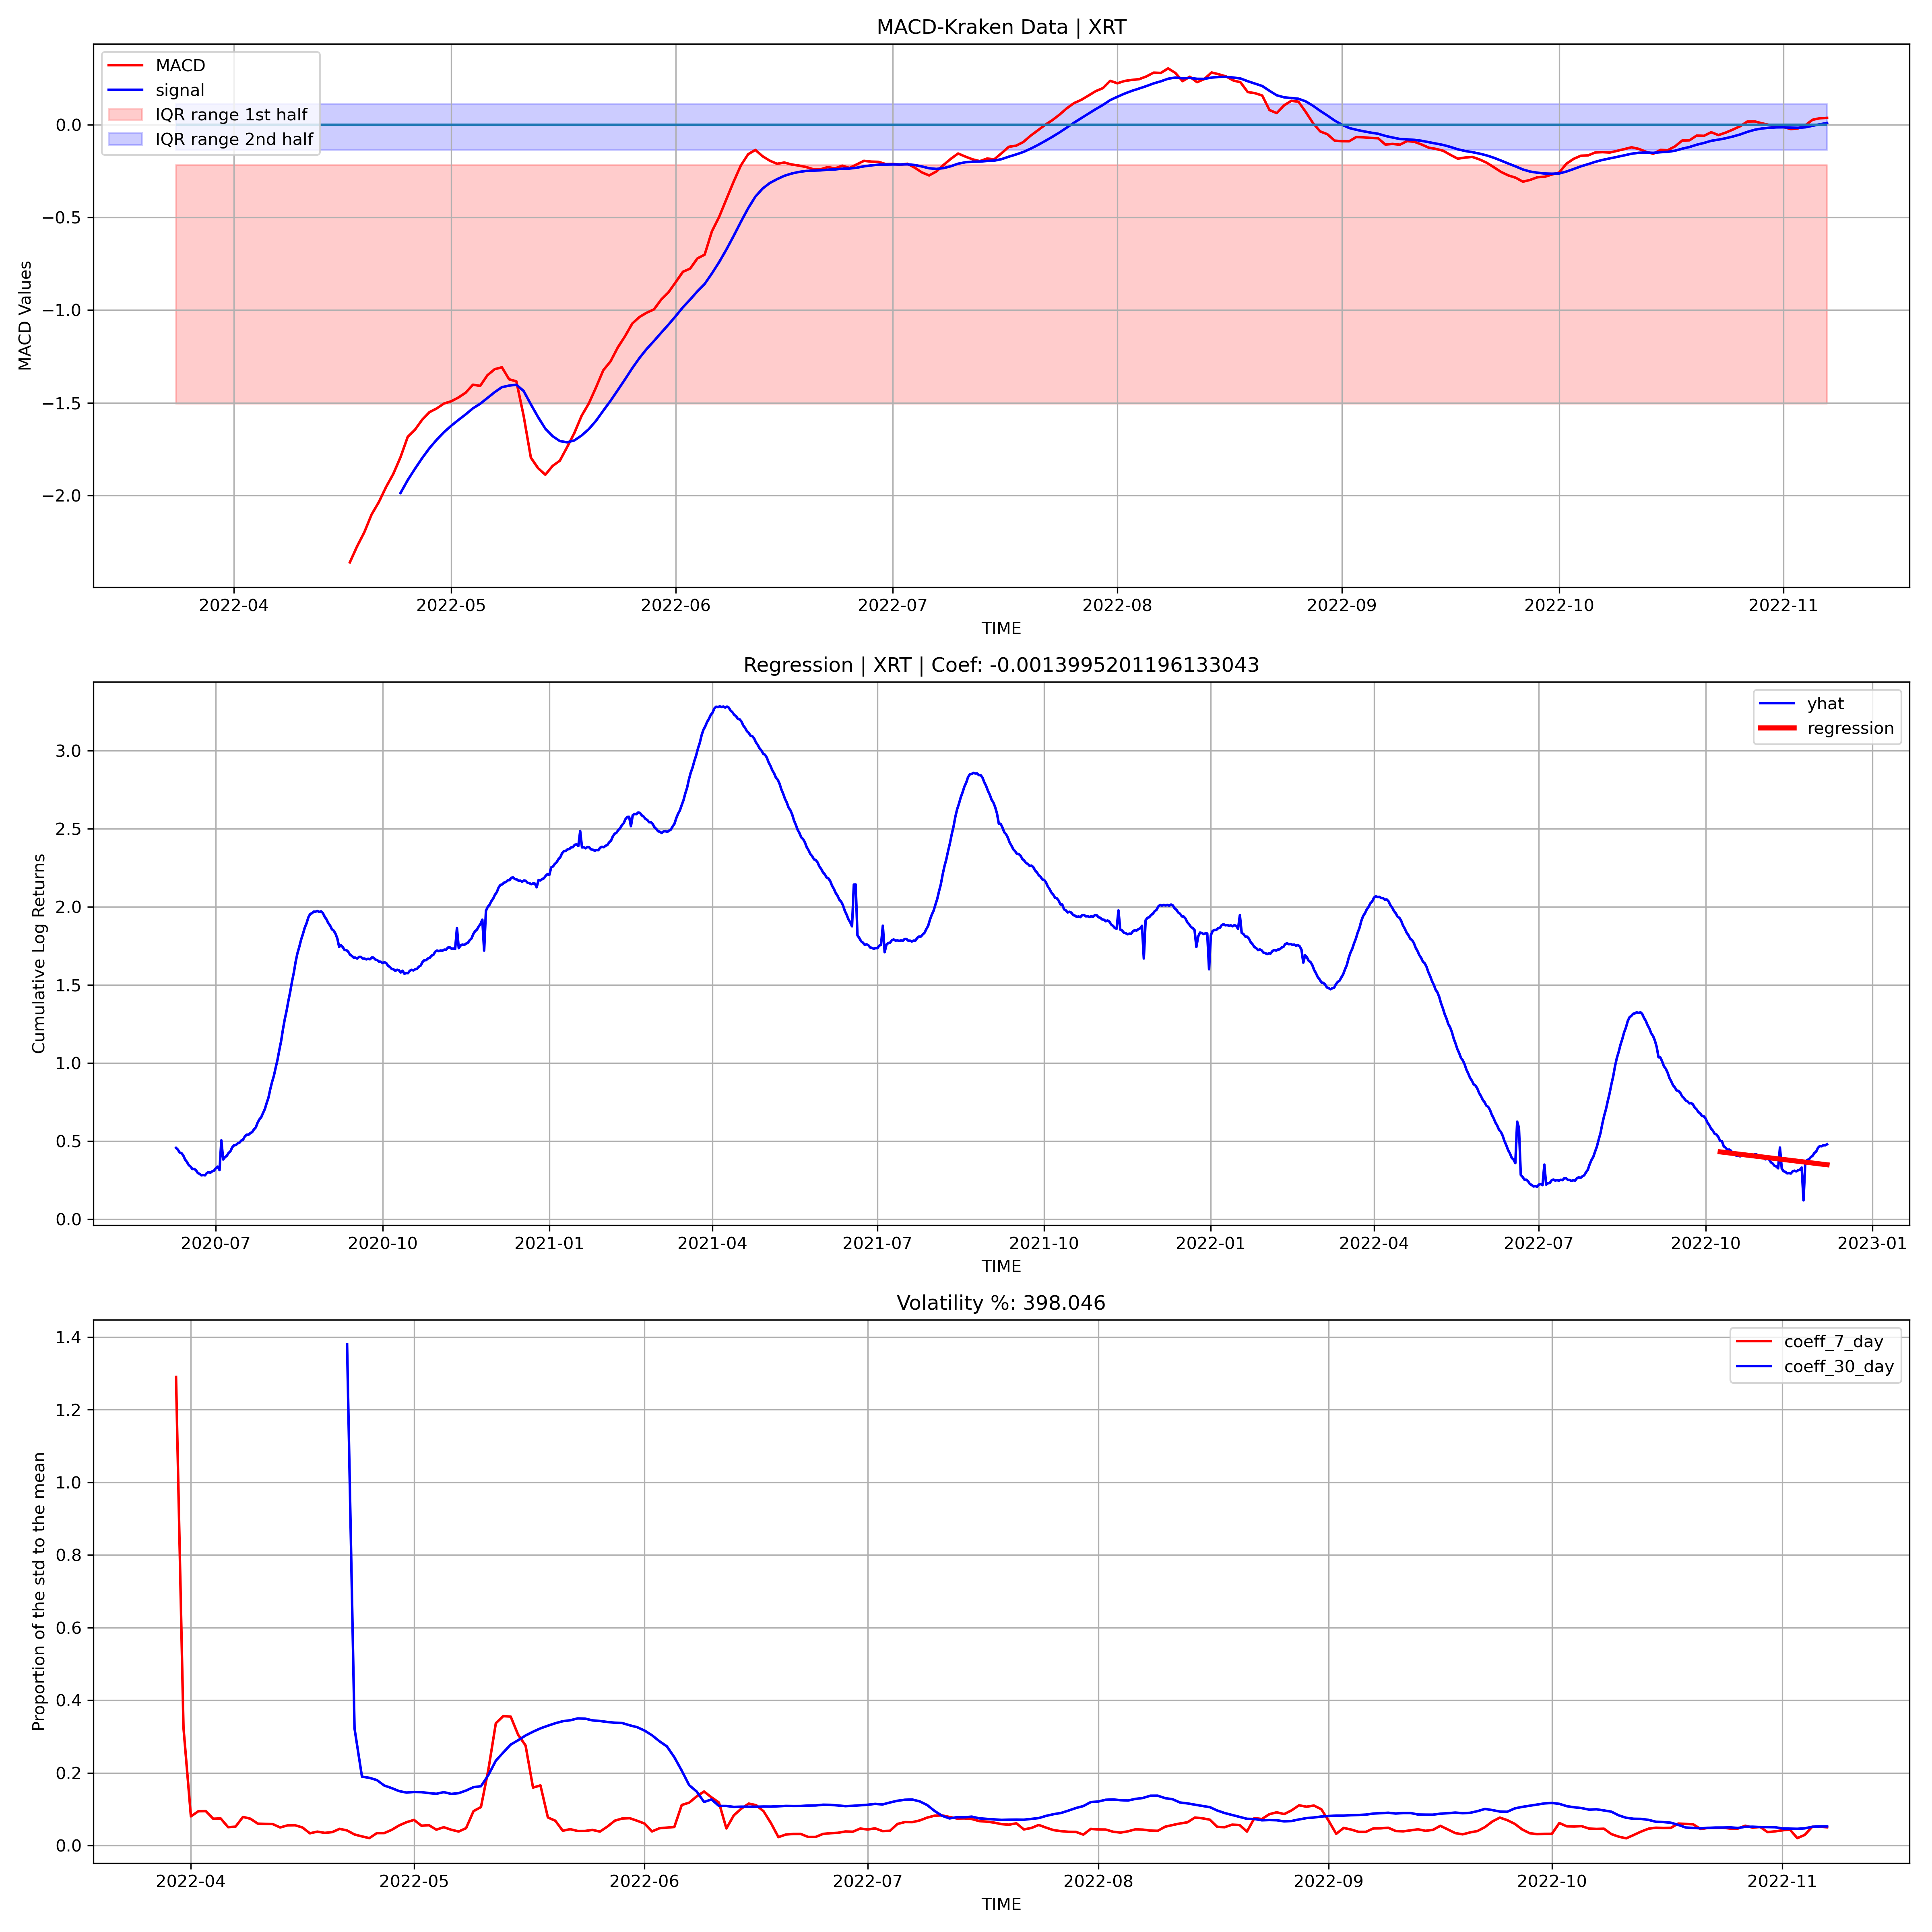 MACD-Kraken Data | XRT
MACD
signal
IQR range 1st half
IQR range 2nd half
MACD Values
0.0
−0.5
−1.0
−1.5
−2.0
2022-04 2022-05 2022-06 2022-07 2022-08 2022-09 2022-10 2022-11
TIME
Regression | XRT | Coef: -0.0013995201196133043
yhat
regression
Cumulative Log Returns
3.0
2.5
2.0
1.5
1.0
0.5
0.0
2020-07 2020-10 2021-01 2021-04 2021-07 2021-10 2022-01 2022-04 2022-07 2022-10 2023-01
TIME
Volatility %: 398.046
coeff_7_day
coeff_30_day
Proportion of the std to the mean
1.4
1.2
1.0
0.8
0.6
0.4
0.2
0.0
2022-04 2022-05 2022-06 2022-07 2022-08 2022-09 2022-10 2022-11
TIME